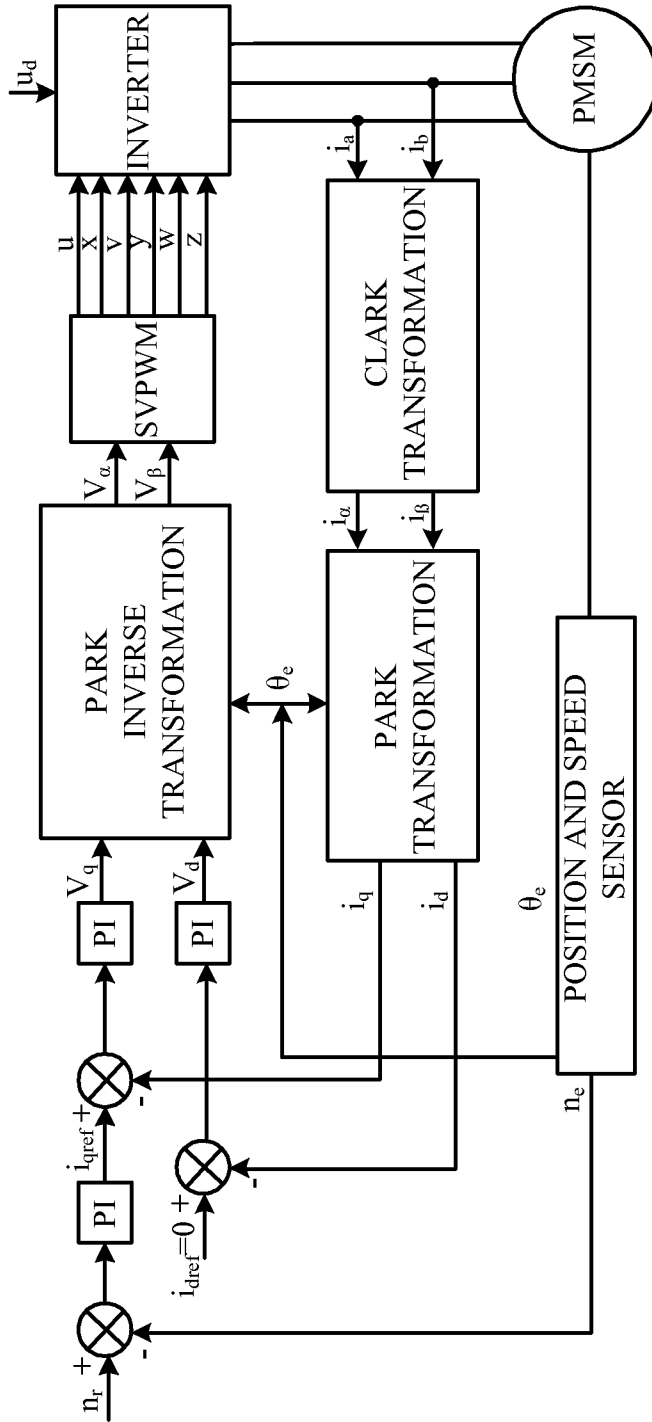 n_r
+
-
PI
i_qref
+
-
PI
V_q
i_dref=0
+
-
PI
V_d
PARK
INVERSE
TRANSFORMATION
V_α
V_β
SVPWM
u
x
v
y
w
z
u_d
INVERTER
θ_e
i_q
i_d
PARK
TRANSFORMATION
i_α
i_β
CLARK
TRANSFORMATION
i_a
i_b
n_e
θ_e
POSITION AND SPEED
SENSOR
PMSM